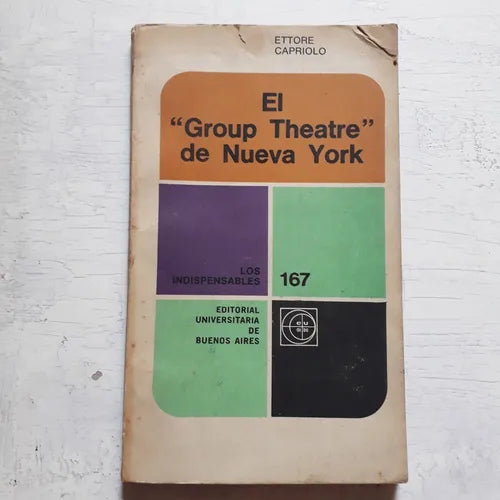 ETTORE
CAPRIOLO
El
“Group Theatre”
de Nueva York
LOS
INDISPENSABLES
167
EDITORIAL
UNIVERSITARIA
DE
BUENOS AIRES